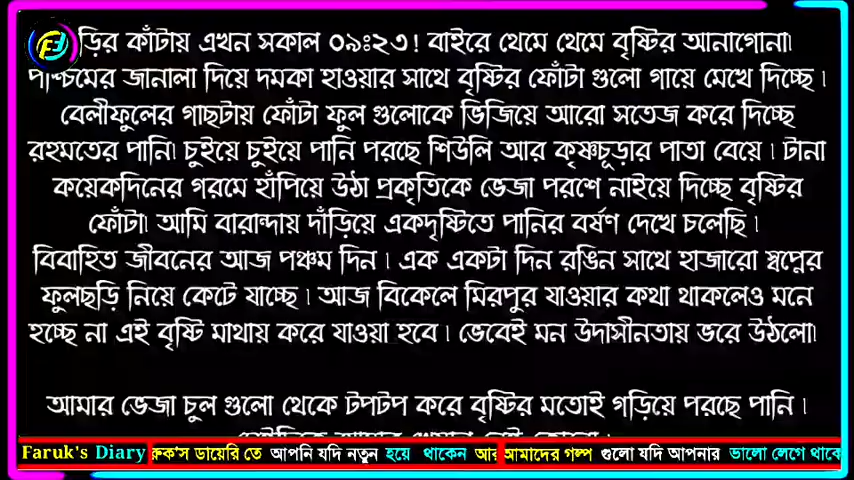 ড়ির কাঁটায় এখন সকাল ০৯ঃ২৩! বাইরে থেমে থেমে বৃষ্টির আনাগোনা৷
পশ্চিমের জানালা দিয়ে দমকা হাওয়ার সাথে বৃষ্টির ফোঁটা গুলো গায়ে মেখে দিচ্ছে ।
বেলীফুলের গাছটায় ফোঁটা ফুল গুলোকে ভিজিয়ে আরো সতেজ করে দিচ্ছে
রহমতের পানি৷ চুইয়ে চুইয়ে পানি পরছে শিউলি আর কৃষ্ণচূড়ার পাতা বেয়ে । টানা
কয়েকদিনের গরমে হাঁপিয়ে উঠা প্রকৃতিকে ভেজা পরশে নাইয়ে দিচ্ছে বৃষ্টির
ফোঁটা৷ আমি বারান্দায় দাঁড়িয়ে একদৃষ্টিতে পানির বর্ষণ দেখে চলেছি ।
বিবাহিত জীবনের আজ পঞ্চম দিন । এক একটা দিন রঙিন সাথে হাজারো স্বপ্নের
ফুলছড়ি নিয়ে কেটে যাচ্ছে । আজ বিকেলে মিরপুর যাওয়ার কথা থাকলেও মনে
হচ্ছে না এই বৃষ্টি মাথায় করে যাওয়া হবে । ভেবেই মন উদাসীনতায় ভরে উঠলো৷
আমার ভেজা চুল গুলো থেকে টপটপ করে বৃষ্টির মতোই গড়িয়ে পরছে পানি ।
Faruk's Diary রুক'স ডায়েরি তে আপনি যদি নতুন হয়ে থাকেন আর আমাদের গল্প গুলো যদি আপনার ভালো লেগে থাকে